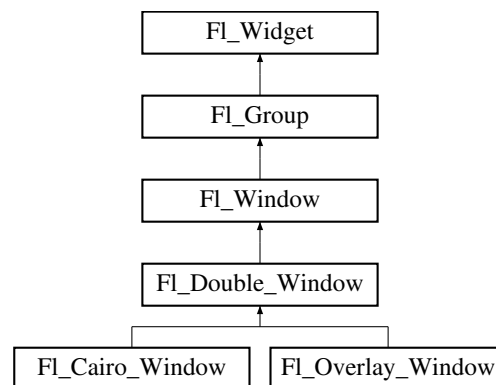 Fl_Widget
Fl_Group
Fl_Window
Fl_Double_Window
Fl_Cairo_Window
Fl_Overlay_Window